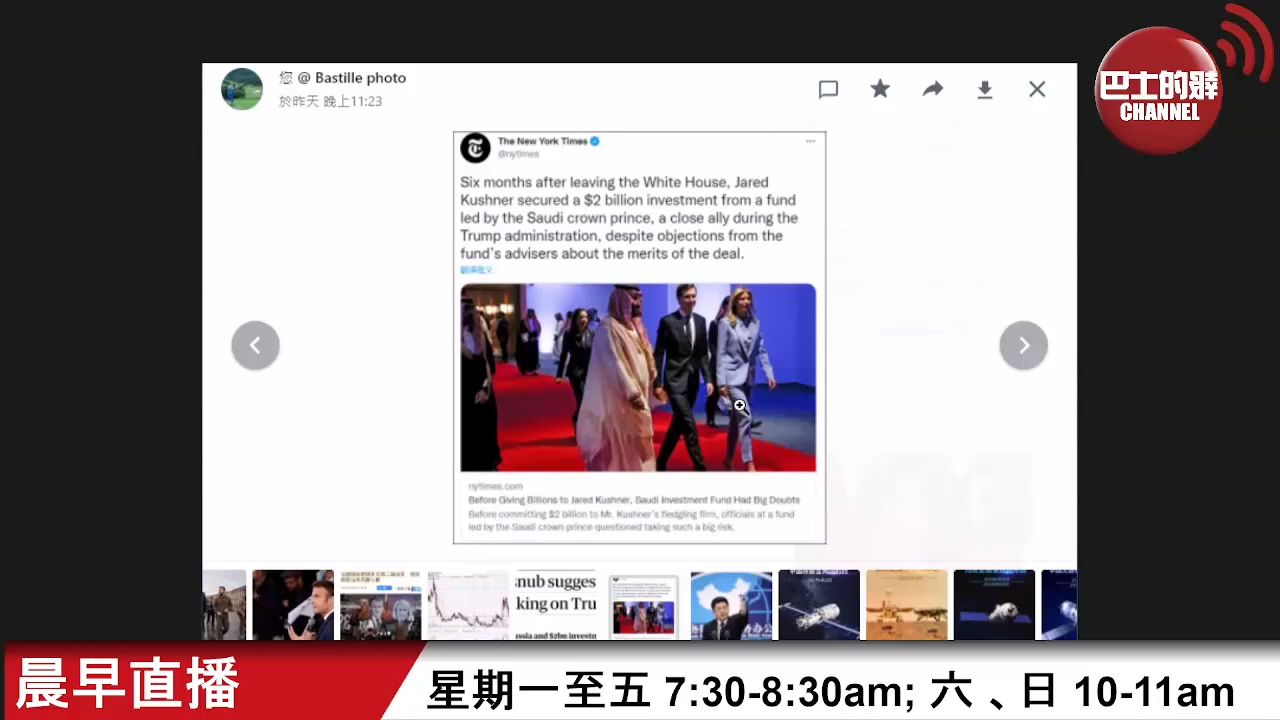 您 @ Bastille photo
於昨天 晚上11:23
巴士的報
CHANNEL
The New York Times
@nytimes
Six months after leaving the White House, Jared
Kushner secured a $2 billion investment from a fund
led by the Saudi crown prince, a close ally during the
Trump administration, despite objections from the
fund's advisers about the merits of the deal.
翻譯推文
nytimes.com
Before Giving Billions to Jared Kushner, Saudi Investment Fund Had Big Doubts
Before committing $2 billion to Mr. Kushner's fledgling firm, officials at a fund
led by the Saudi crown prince questioned taking such a big risk.
snub sugges
king on Tru
ssia and $2bn investn
晨早直播
星期一至五 7:30-8:30am; 六、日 10-11am